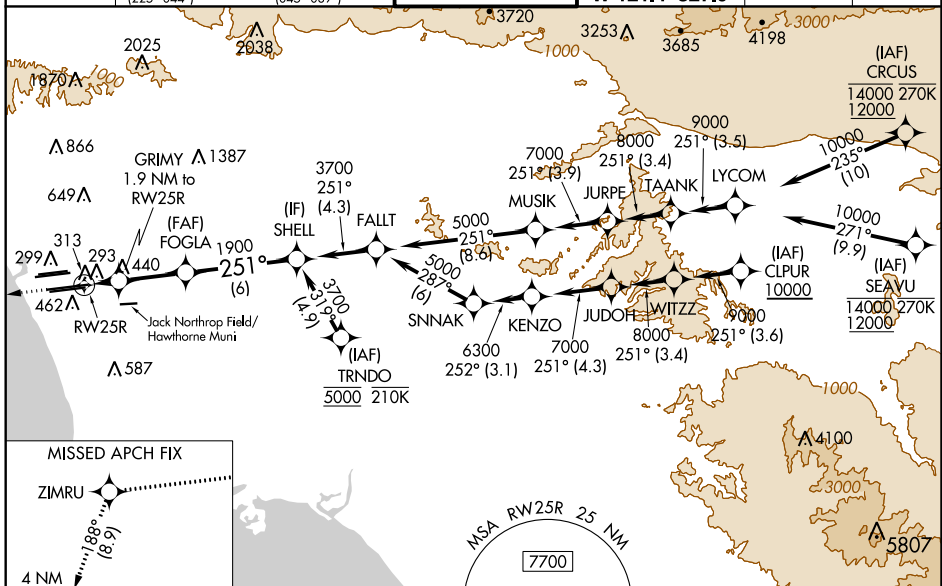 3720
2025
2038
3253
3685
4198
3000
1000
1870
1000
(IAF)
CRCUS
14000 270K
12000
866
GRIMY
1.9 NM to
RW25R
1387
3700
251°
(4.3)
7000
251° (3.9)
8000
251° (3.4)
9000
251° (3.5)
10000
235°
(10)
649
(FAF)
FOGLA
(IF)
SHELL
FALLT
MUSIK
JURPE
TAANK
LYCOM
299
313
293
440
1900
251°
(6)
5000
251°
(8.6)
10000
271°
(9.9)
5000
287°
(6)
(IAF)
CLPUR
10000
(IAF)
SEAVU
14000 270K
12000
462
RW25R
Jack Northrop Field/
Hawthorne Muni
3700
319°
(4.9)
SNNAK
KENZO
JUDOH
WITZZ
9000
251° (3.6)
6300
252° (3.1)
7000
251° (4.3)
8000
251° (3.4)
587
(IAF)
TRNDO
5000 210K
1000
4100
3000
5807
MISSED APCH FIX
ZIMRU
188°
(8.9)
4 NM
MSA RW25R 25 NM
7700